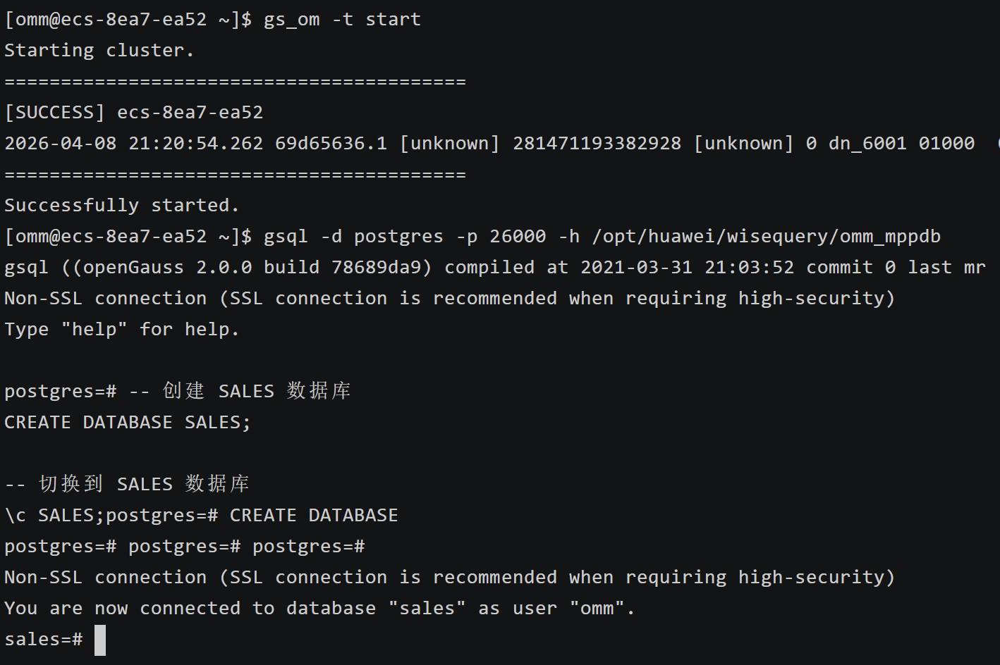 [omm@ecs-8ea7-ea52 ~]$ gs_om -t start
Starting cluster.
=========================================
[SUCCESS] ecs-8ea7-ea52
2026-04-08 21:20:54.262 69d65636.1 [unknown] 281471193382928 [unknown] 0 dn_6001 01000
=========================================
Successfully started.
[omm@ecs-8ea7-ea52 ~]$ gsql -d postgres -p 26000 -h /opt/huawei/wisequery/omm_mppdb
gsql ((openGauss 2.0.0 build 78689da9) compiled at 2021-03-31 21:03:52 commit 0 last mr
Non-SSL connection (SSL connection is recommended when requiring high-security)
Type "help" for help.
postgres=# -- 创建 SALES 数据库
CREATE DATABASE SALES;
-- 切换到 SALES 数据库
\c SALES;postgres=# CREATE DATABASE
postgres=# postgres=# postgres=#
Non-SSL connection (SSL connection is recommended when requiring high-security)
You are now connected to database "sales" as user "omm".
sales=#